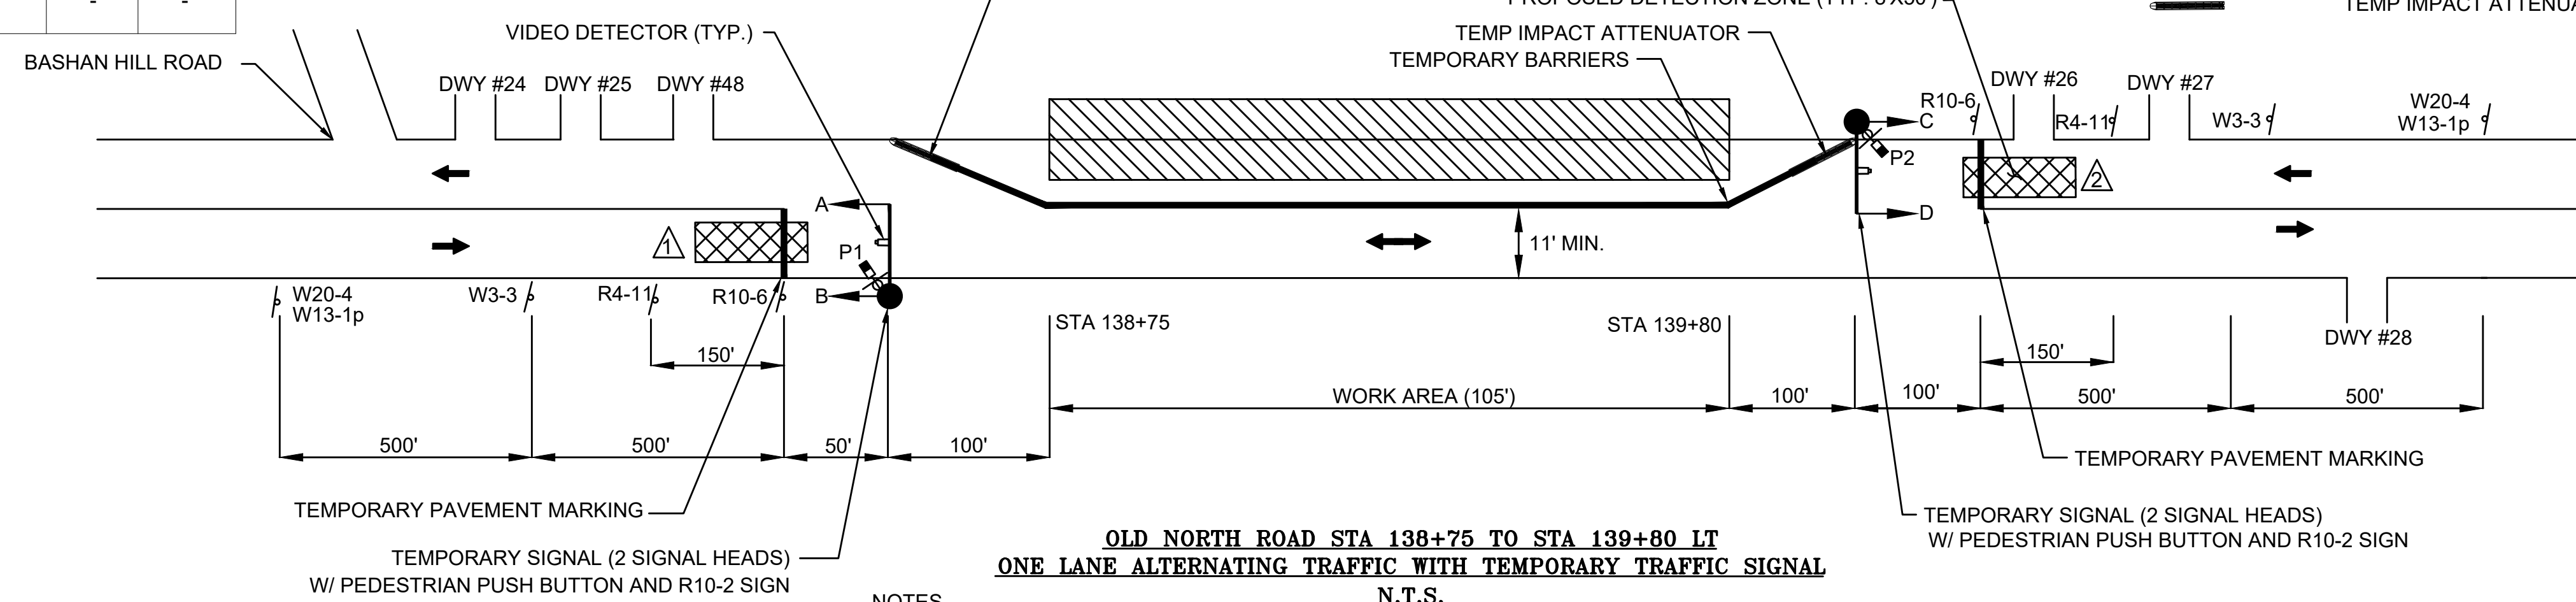 -
-
VIDEO DETECTOR (TYP.)
TEMP IMPACT ATTENUATOR
TEMPORARY BARRIERS
BASHAN HILL ROAD
DWY #24
DWY #25
DWY #48
DWY #26
DWY #27
R10-6
C
R4-11
W3-3
W20-4
W13-1p
P2
2
A
D
1
P1
11' MIN.
W20-4
W13-1p
W3-3
R4-11
R10-6
B
STA 138+75
STA 139+80
DWY #28
150'
150'
WORK AREA (105')
100'
100'
500'
500'
500'
500'
50'
100'
TEMPORARY PAVEMENT MARKING
TEMPORARY PAVEMENT MARKING
TEMPORARY SIGNAL (2 SIGNAL HEADS)
W/ PEDESTRIAN PUSH BUTTON AND R10-2 SIGN
TEMPORARY SIGNAL (2 SIGNAL HEADS)
W/ PEDESTRIAN PUSH BUTTON AND R10-2 SIGN
OLD NORTH ROAD STA 138+75 TO STA 139+80 LT
ONE LANE ALTERNATING TRAFFIC WITH TEMPORARY TRAFFIC SIGNAL
N.T.S.
NOTES